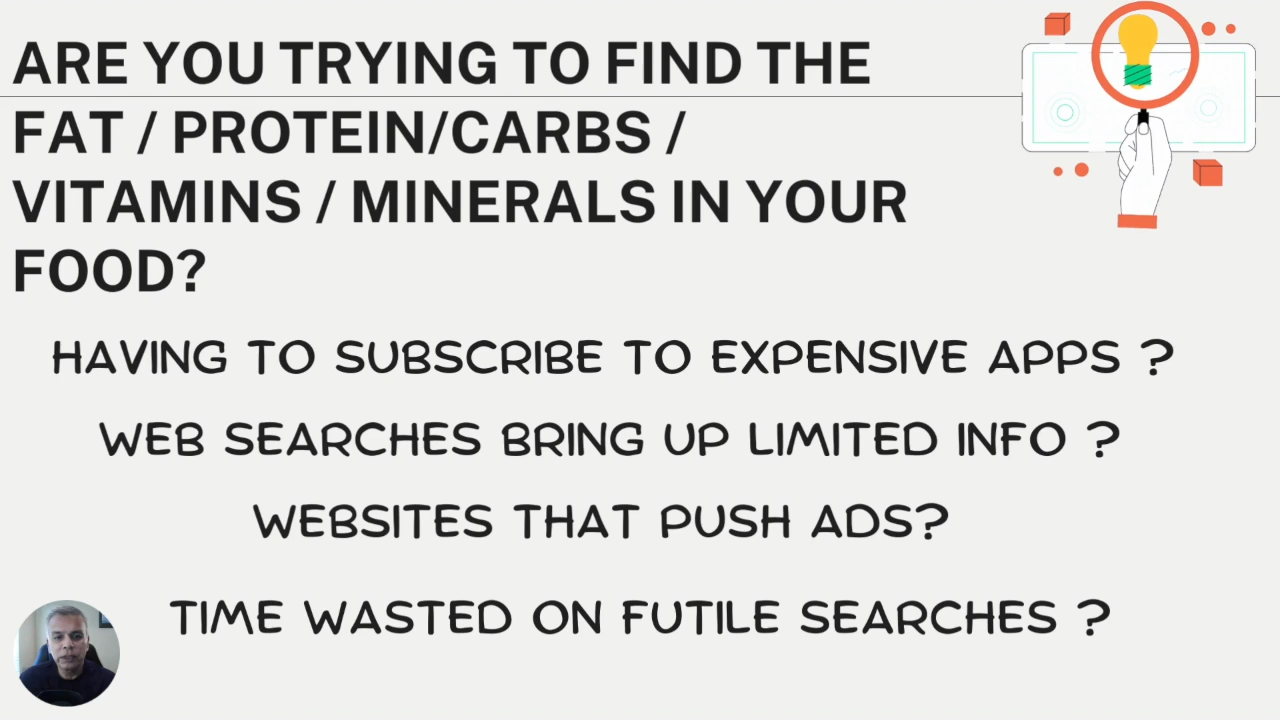 ARE YOU TRYING TO FIND THE
FAT / PROTEIN/CARBS /
VITAMINS / MINERALS IN YOUR
FOOD?
HAVING TO SUBSCRIBE TO EXPENSIVE APPS ?
WEB SEARCHES BRING UP LIMITED INFO ?
WEBSITES THAT PUSH ADS?
TIME WASTED ON FUTILE SEARCHES ?